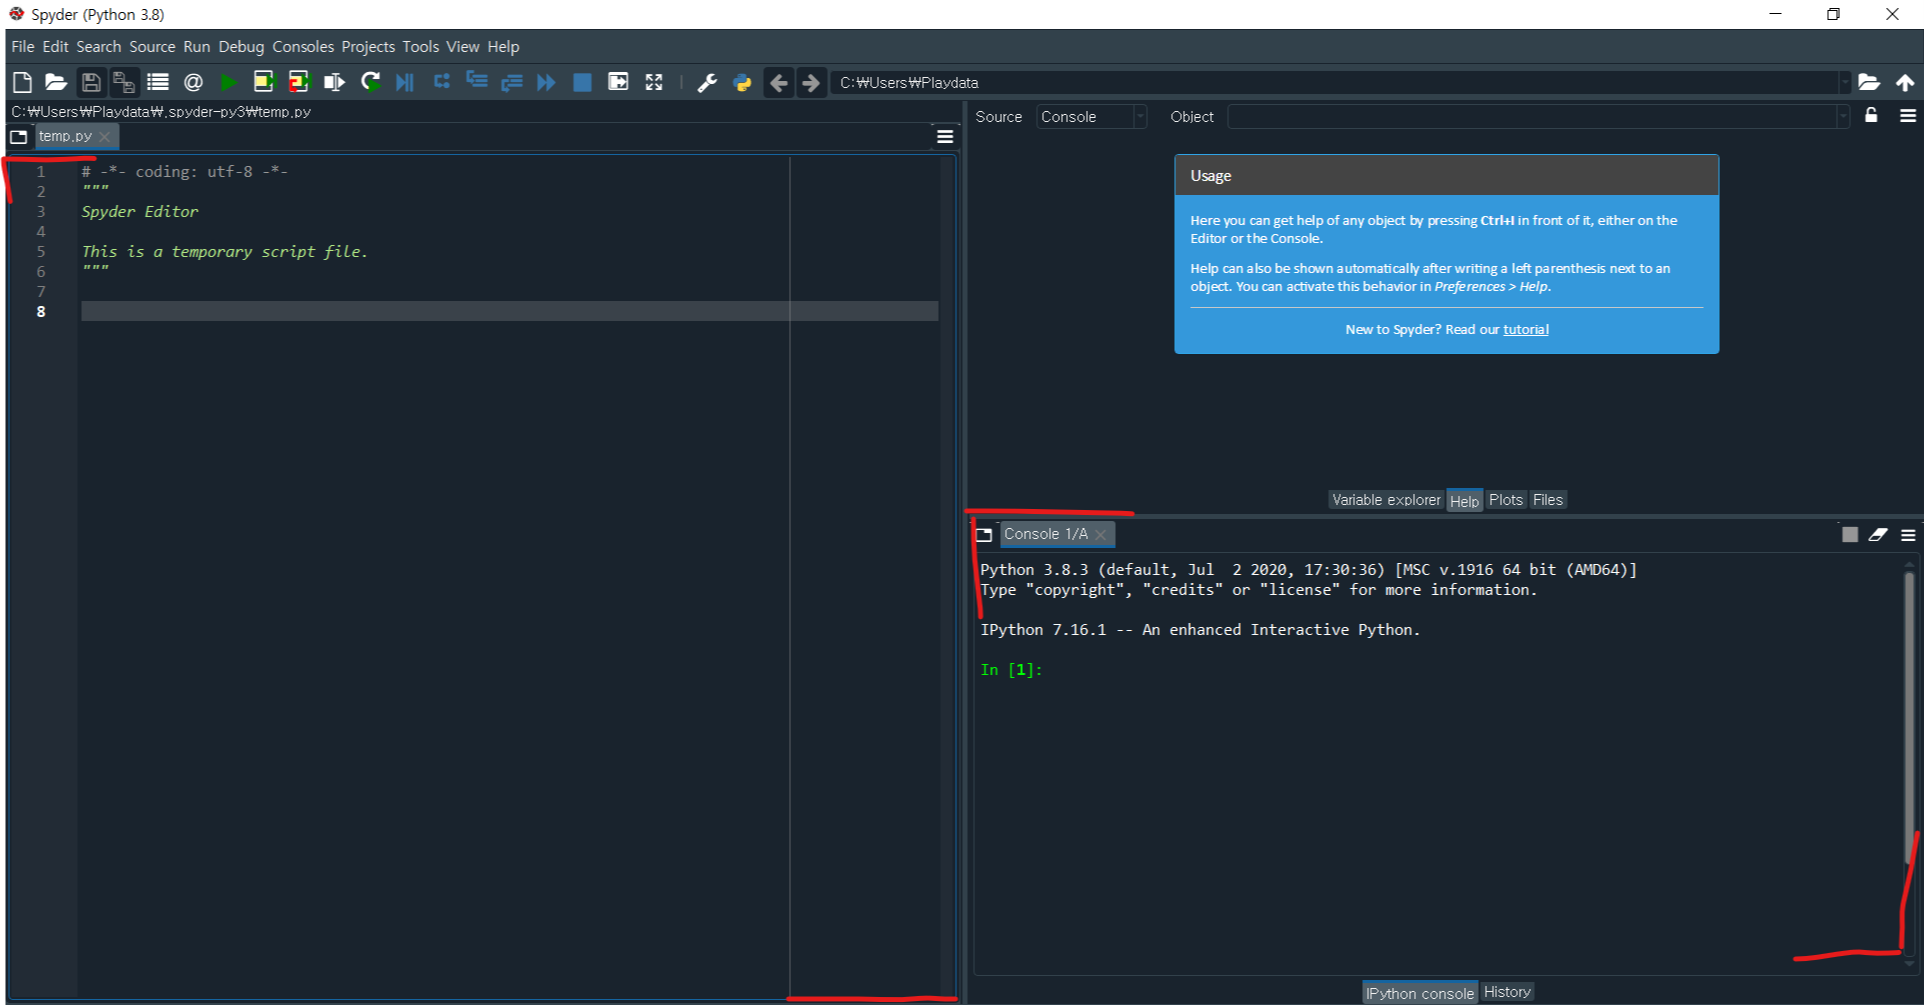 Spyder (Python 3.8)
File Edit Search Source Run Debug Consoles Projects Tools View Help
C:₩Users₩Playdata
C:₩Users₩Playdata₩.spyder-py3₩temp.py
temp.py
1 # -*- coding: utf-8 -*-
2 """
3 Spyder Editor
4
5 This is a temporary script file.
6 """
7
8
Source Console Object
Usage
Here you can get help of any object by pressing Ctrl+I in front of it, either on the
Editor or the Console.
Help can also be shown automatically after writing a left parenthesis next to an
object. You can activate this behavior in Preferences > Help.
New to Spyder? Read our tutorial
Variable explorer Help Plots Files
Console 1/A
Python 3.8.3 (default, Jul  2 2020, 17:30:36) [MSC v.1916 64 bit (AMD64)]
Type "copyright", "credits" or "license" for more information.
IPython 7.16.1 -- An enhanced Interactive Python.
In [1]:
IPython console History